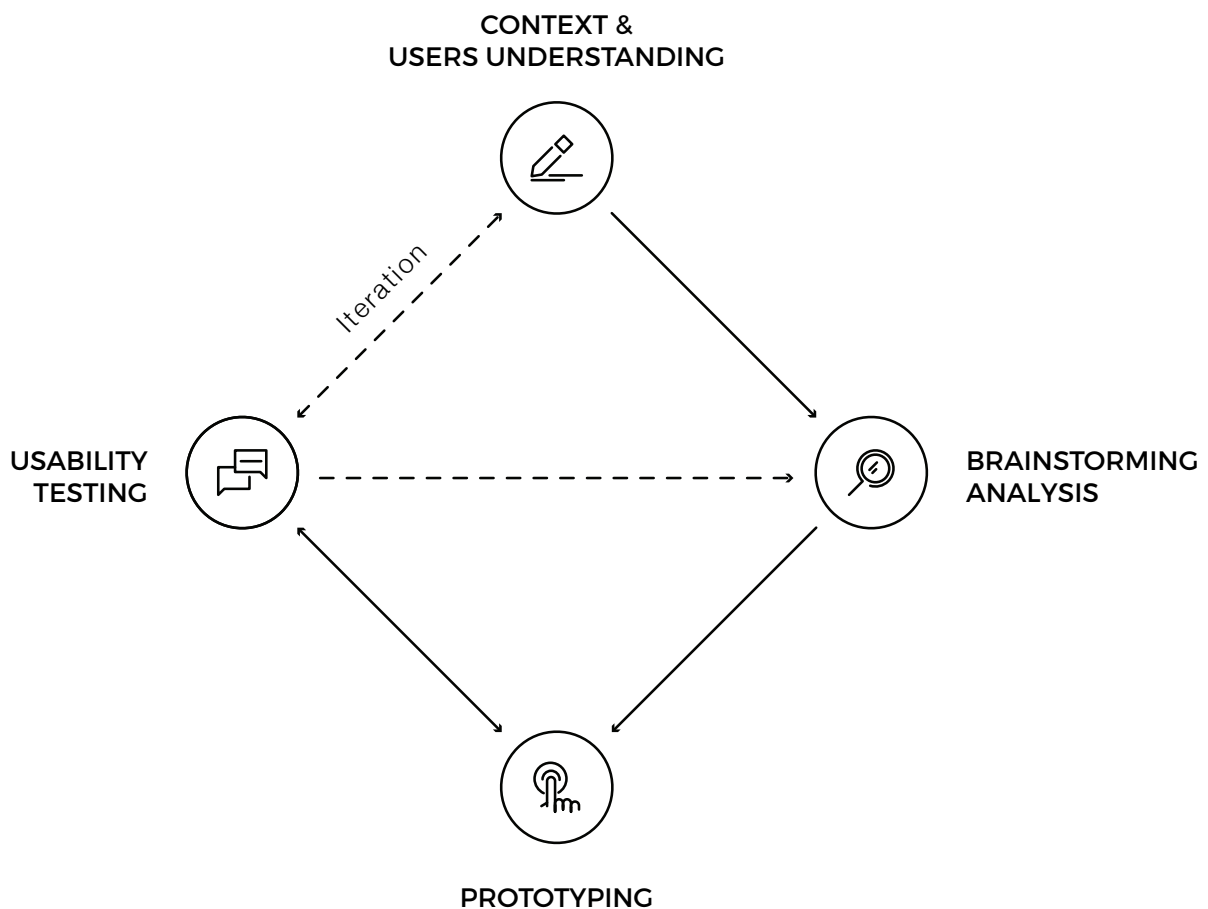 CONTEXT &
USERS UNDERSTANDING
Iteration
USABILITY
TESTING
BRAINSTORMING
ANALYSIS
PROTOTYPING